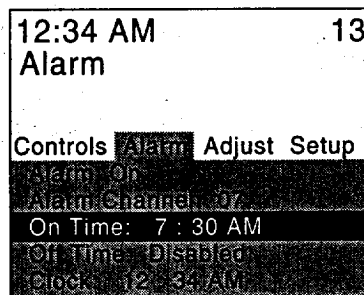 12:34 AM 13
Alarm
Controls Alarm Adjust Setup
Alarm: On
Alarm Channel: 07
On Time: 7 : 30 AM
Off Time: Disabled
Clock: 12 : 34 AM